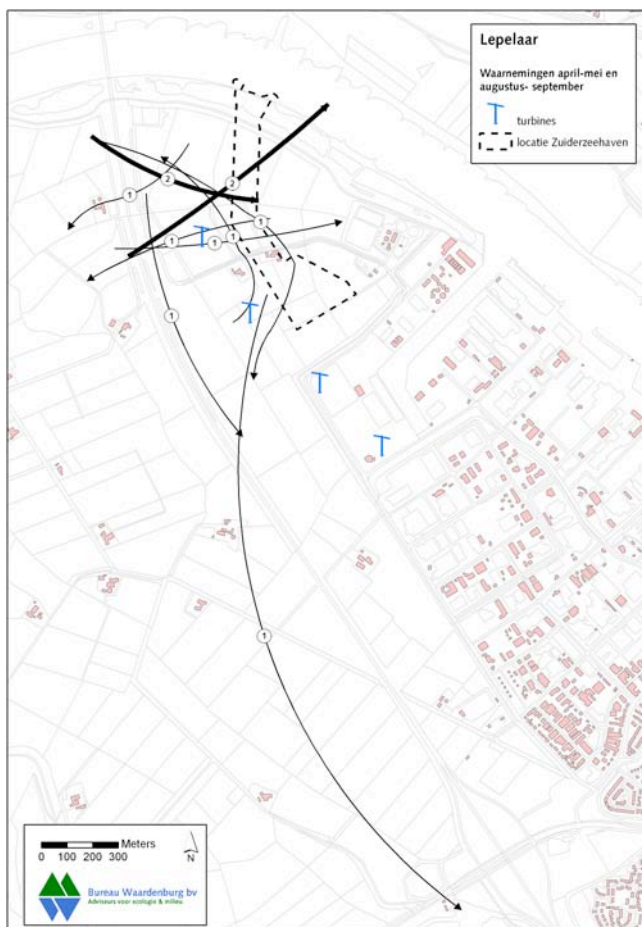 Lepelaar
Waarnemingen april-mei en
augustus- september
turbines
locatie Zuiderzeehaven
2
2
1
1
1
1
1
1
1
1
Meters
0 100 200 300
N
Bureau Waardenburg bv
Adviseurs voor ecologie & milieu